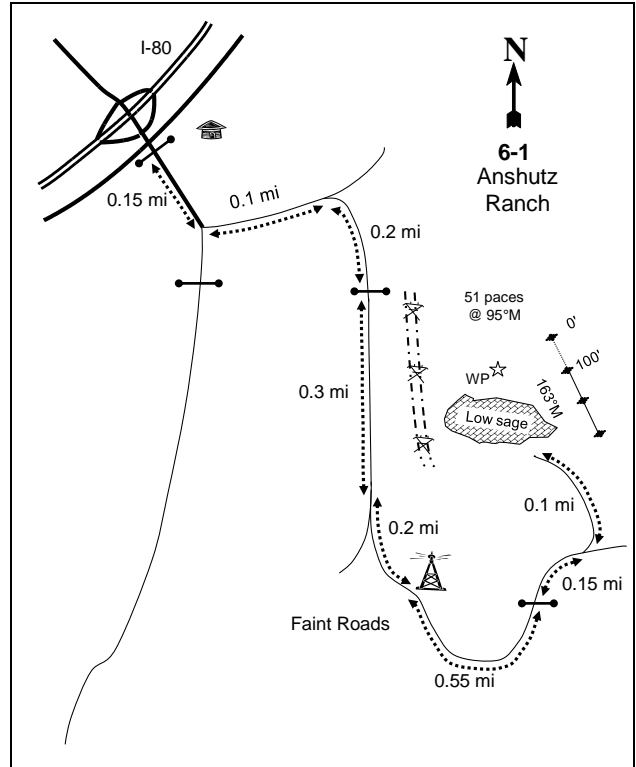 I-80
N
6-1
Anshutz
Ranch
0.15 mi
0.1 mi
0.2 mi
51 paces
@ 95°M
0'
100'
WP
163°M
0.3 mi
Low sage
0.1 mi
0.2 mi
0.15 mi
Faint Roads
0.55 mi